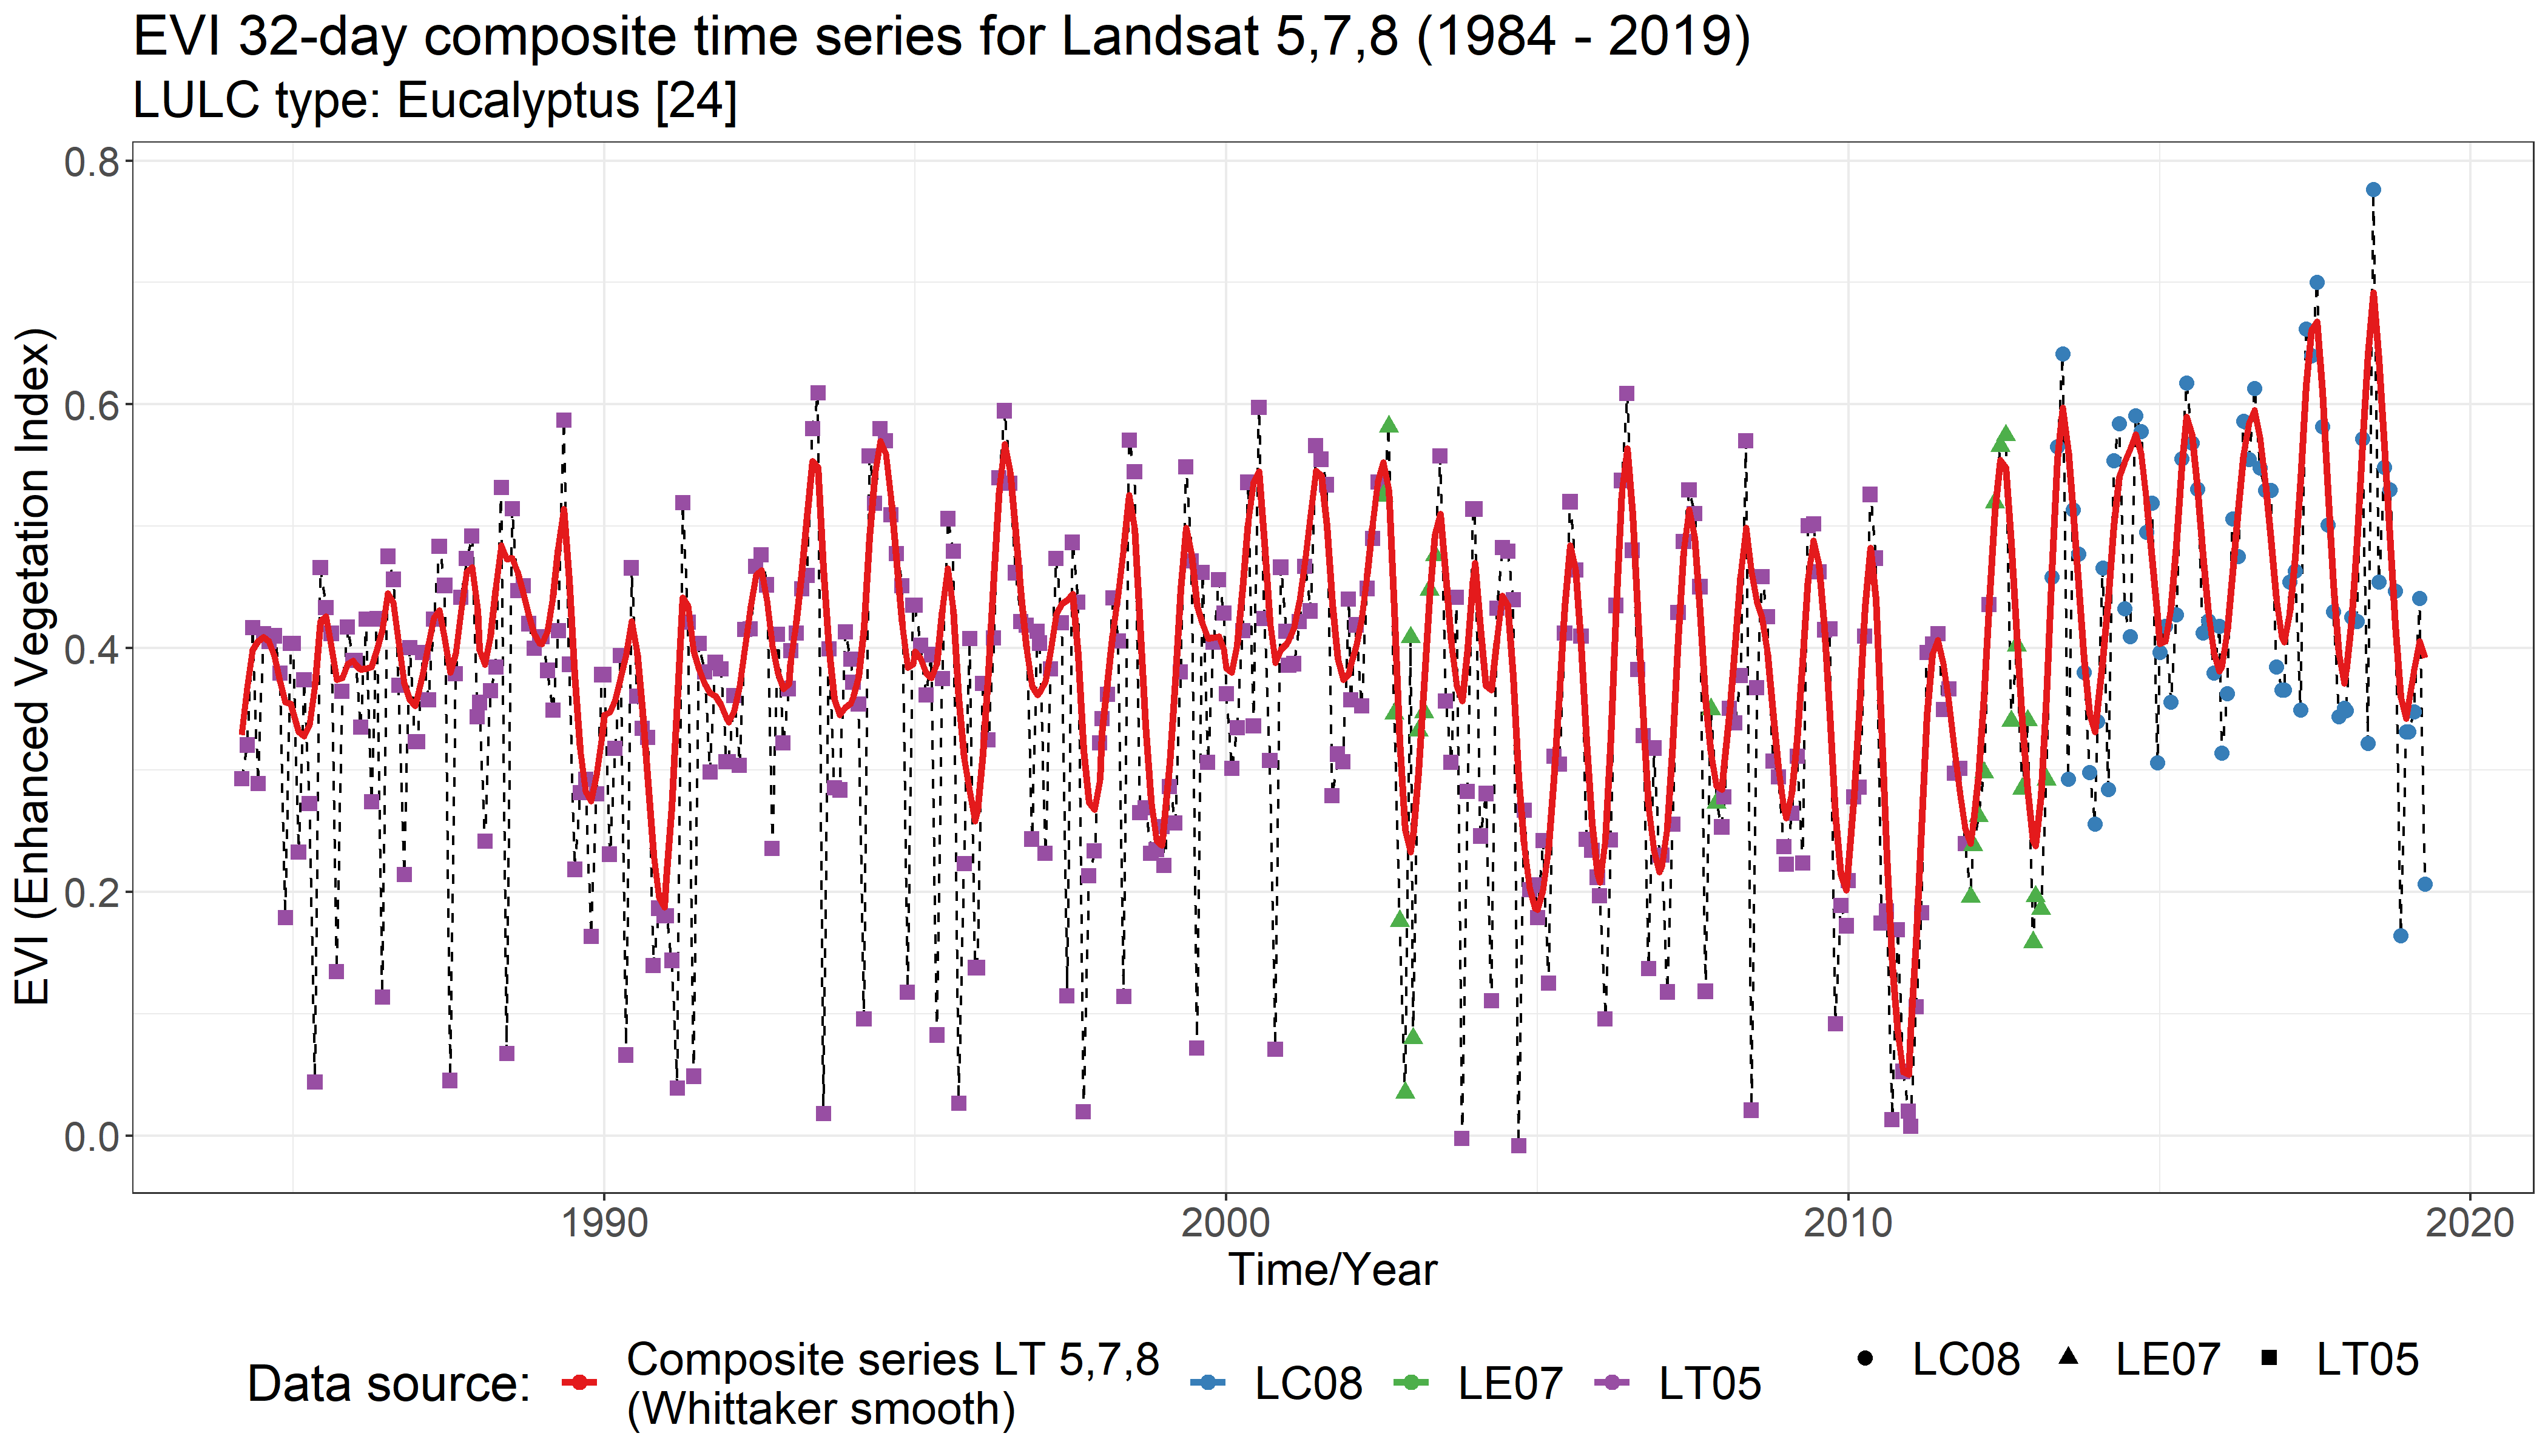 EVI 32-day composite time series for Landsat 5,7,8 (1984 - 2019)
LULC type: Eucalyptus [24]
EVI (Enhanced Vegetation Index)
0.8
0.6
0.4
0.2
0.0
1990 2000 2010 2020
Time/Year
Data source: Composite series LT 5,7,8
(Whittaker smooth)
LC08 LE07 LT05
LC08 LE07 LT05